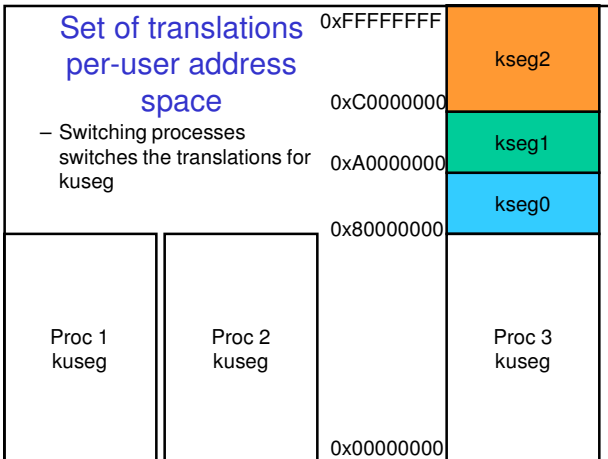 Set of translations
per-user address
space
– Switching processes
switches the translations for
kuseg
0xFFFFFFFF
0xC0000000
0xA0000000
0x80000000
0x00000000
kseg2
kseg1
kseg0
Proc 1
kuseg
Proc 2
kuseg
Proc 3
kuseg